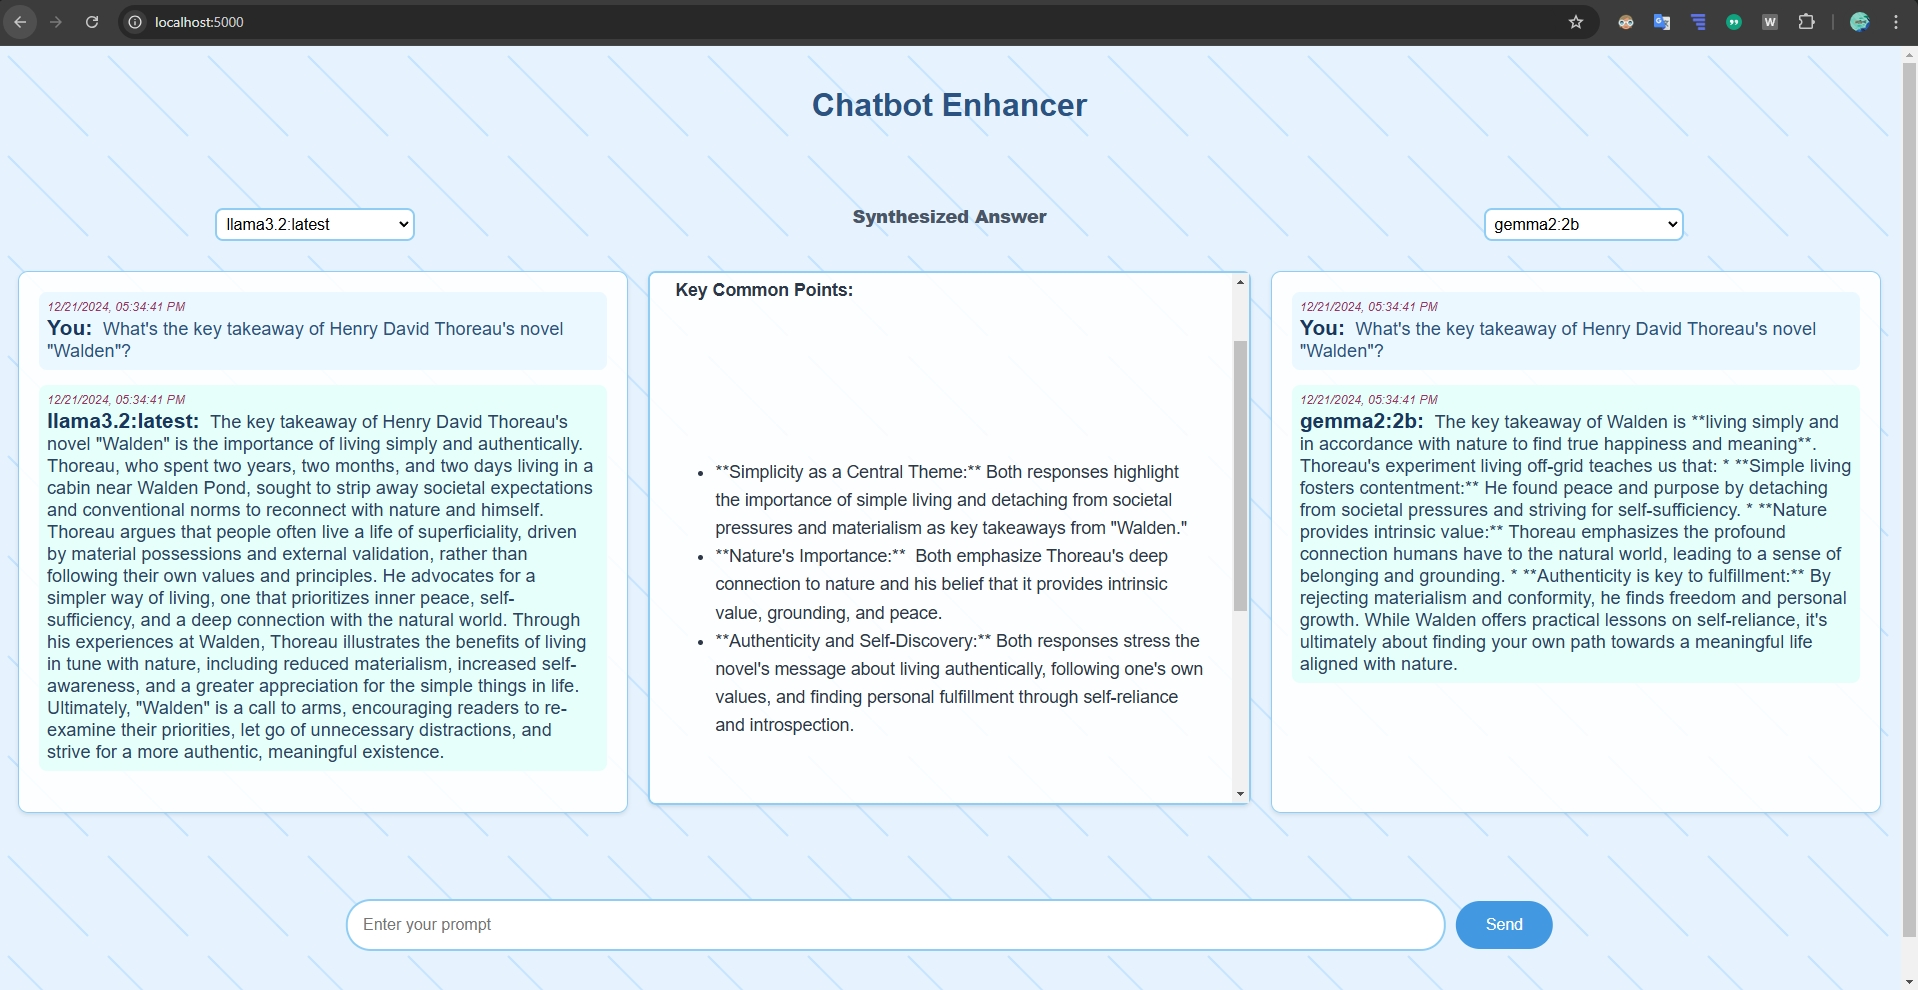 localhost:5000
Chatbot Enhancer
llama3.2:latest
Synthesized Answer
gemma2:2b
12/21/2024, 05:34:41 PM
You: What's the key takeaway of Henry David Thoreau's novel
"Walden"?
12/21/2024, 05:34:41 PM
llama3.2:latest: The key takeaway of Henry David Thoreau's
novel "Walden" is the importance of living simply and authentically.
Thoreau, who spent two years, two months, and two days living in a
cabin near Walden Pond, sought to strip away societal expectations
and conventional norms to reconnect with nature and himself.
Thoreau argues that people often live a life of superficiality, driven
by material possessions and external validation, rather than
following their own values and principles. He advocates for a
simpler way of living, one that prioritizes inner peace, self-
sufficiency, and a deep connection with the natural world. Through
his experiences at Walden, Thoreau illustrates the benefits of living
in tune with nature, including reduced materialism, increased self-
awareness, and a greater appreciation for the simple things in life.
Ultimately, "Walden" is a call to arms, encouraging readers to re-
examine their priorities, let go of unnecessary distractions, and
strive for a more authentic, meaningful existence.
Key Common Points:
• **Simplicity as a Central Theme:** Both responses highlight
the importance of simple living and detaching from societal
pressures and materialism as key takeaways from "Walden."
• **Nature's Importance:** Both emphasize Thoreau's deep
connection to nature and his belief that it provides intrinsic
value, grounding, and peace.
• **Authenticity and Self-Discovery:** Both responses stress the
novel's message about living authentically, following one's own
values, and finding personal fulfillment through self-reliance
and introspection.
12/21/2024, 05:34:41 PM
You: What's the key takeaway of Henry David Thoreau's novel
"Walden"?
12/21/2024, 05:34:41 PM
gemma2:2b: The key takeaway of Walden is **living simply and
in accordance with nature to find true happiness and meaning**.
Thoreau's experiment living off-grid teaches us that: * **Simple living
fosters contentment:** He found peace and purpose by detaching
from societal pressures and striving for self-sufficiency. * **Nature
provides intrinsic value:** Thoreau emphasizes the profound
connection humans have to the natural world, leading to a sense of
belonging and grounding. * **Authenticity is key to fulfillment:** By
rejecting materialism and conformity, he finds freedom and personal
growth. While Walden offers practical lessons on self-reliance, it's
ultimately about finding your own path towards a meaningful life
aligned with nature.
Enter your prompt
Send
W